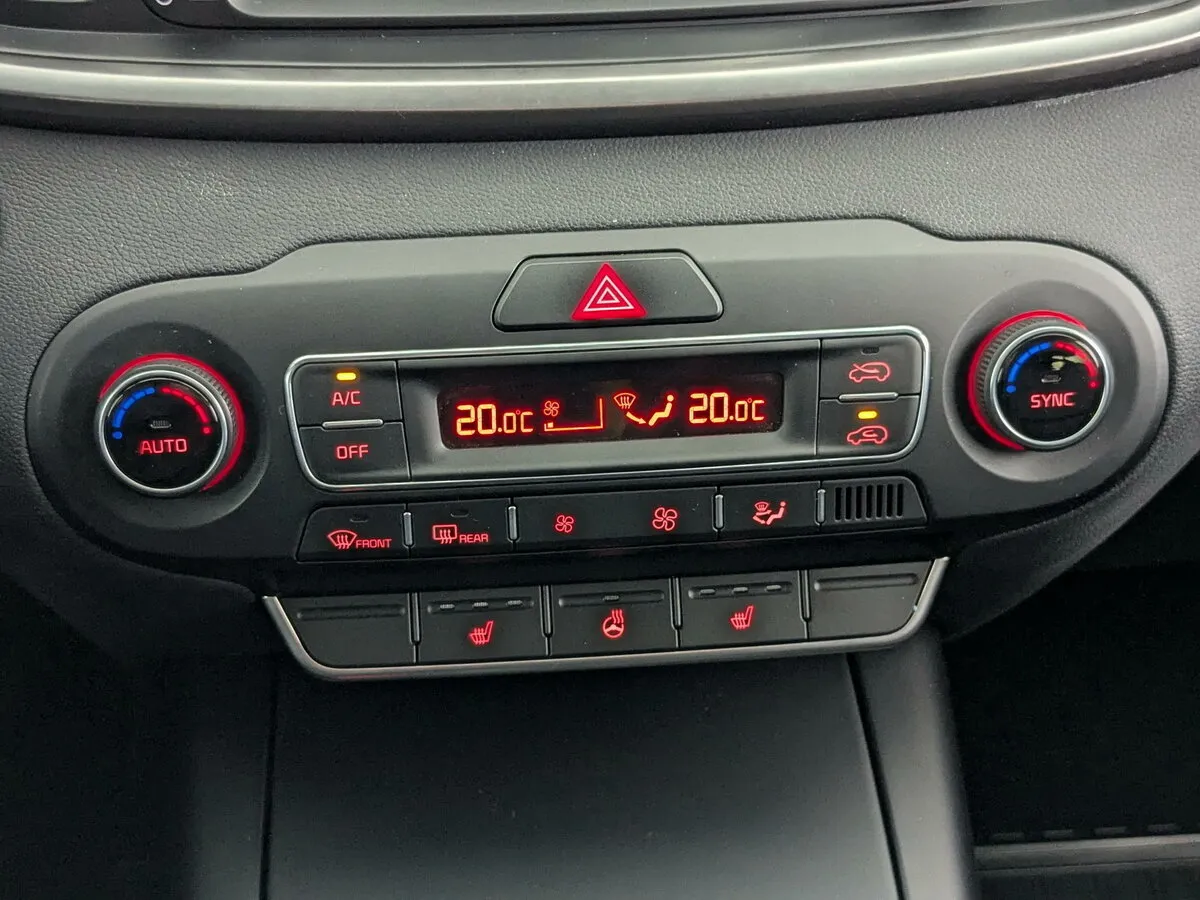 A/C
20.0°C
20.0°C
AUTO
OFF
SYNC
FRONT
REAR